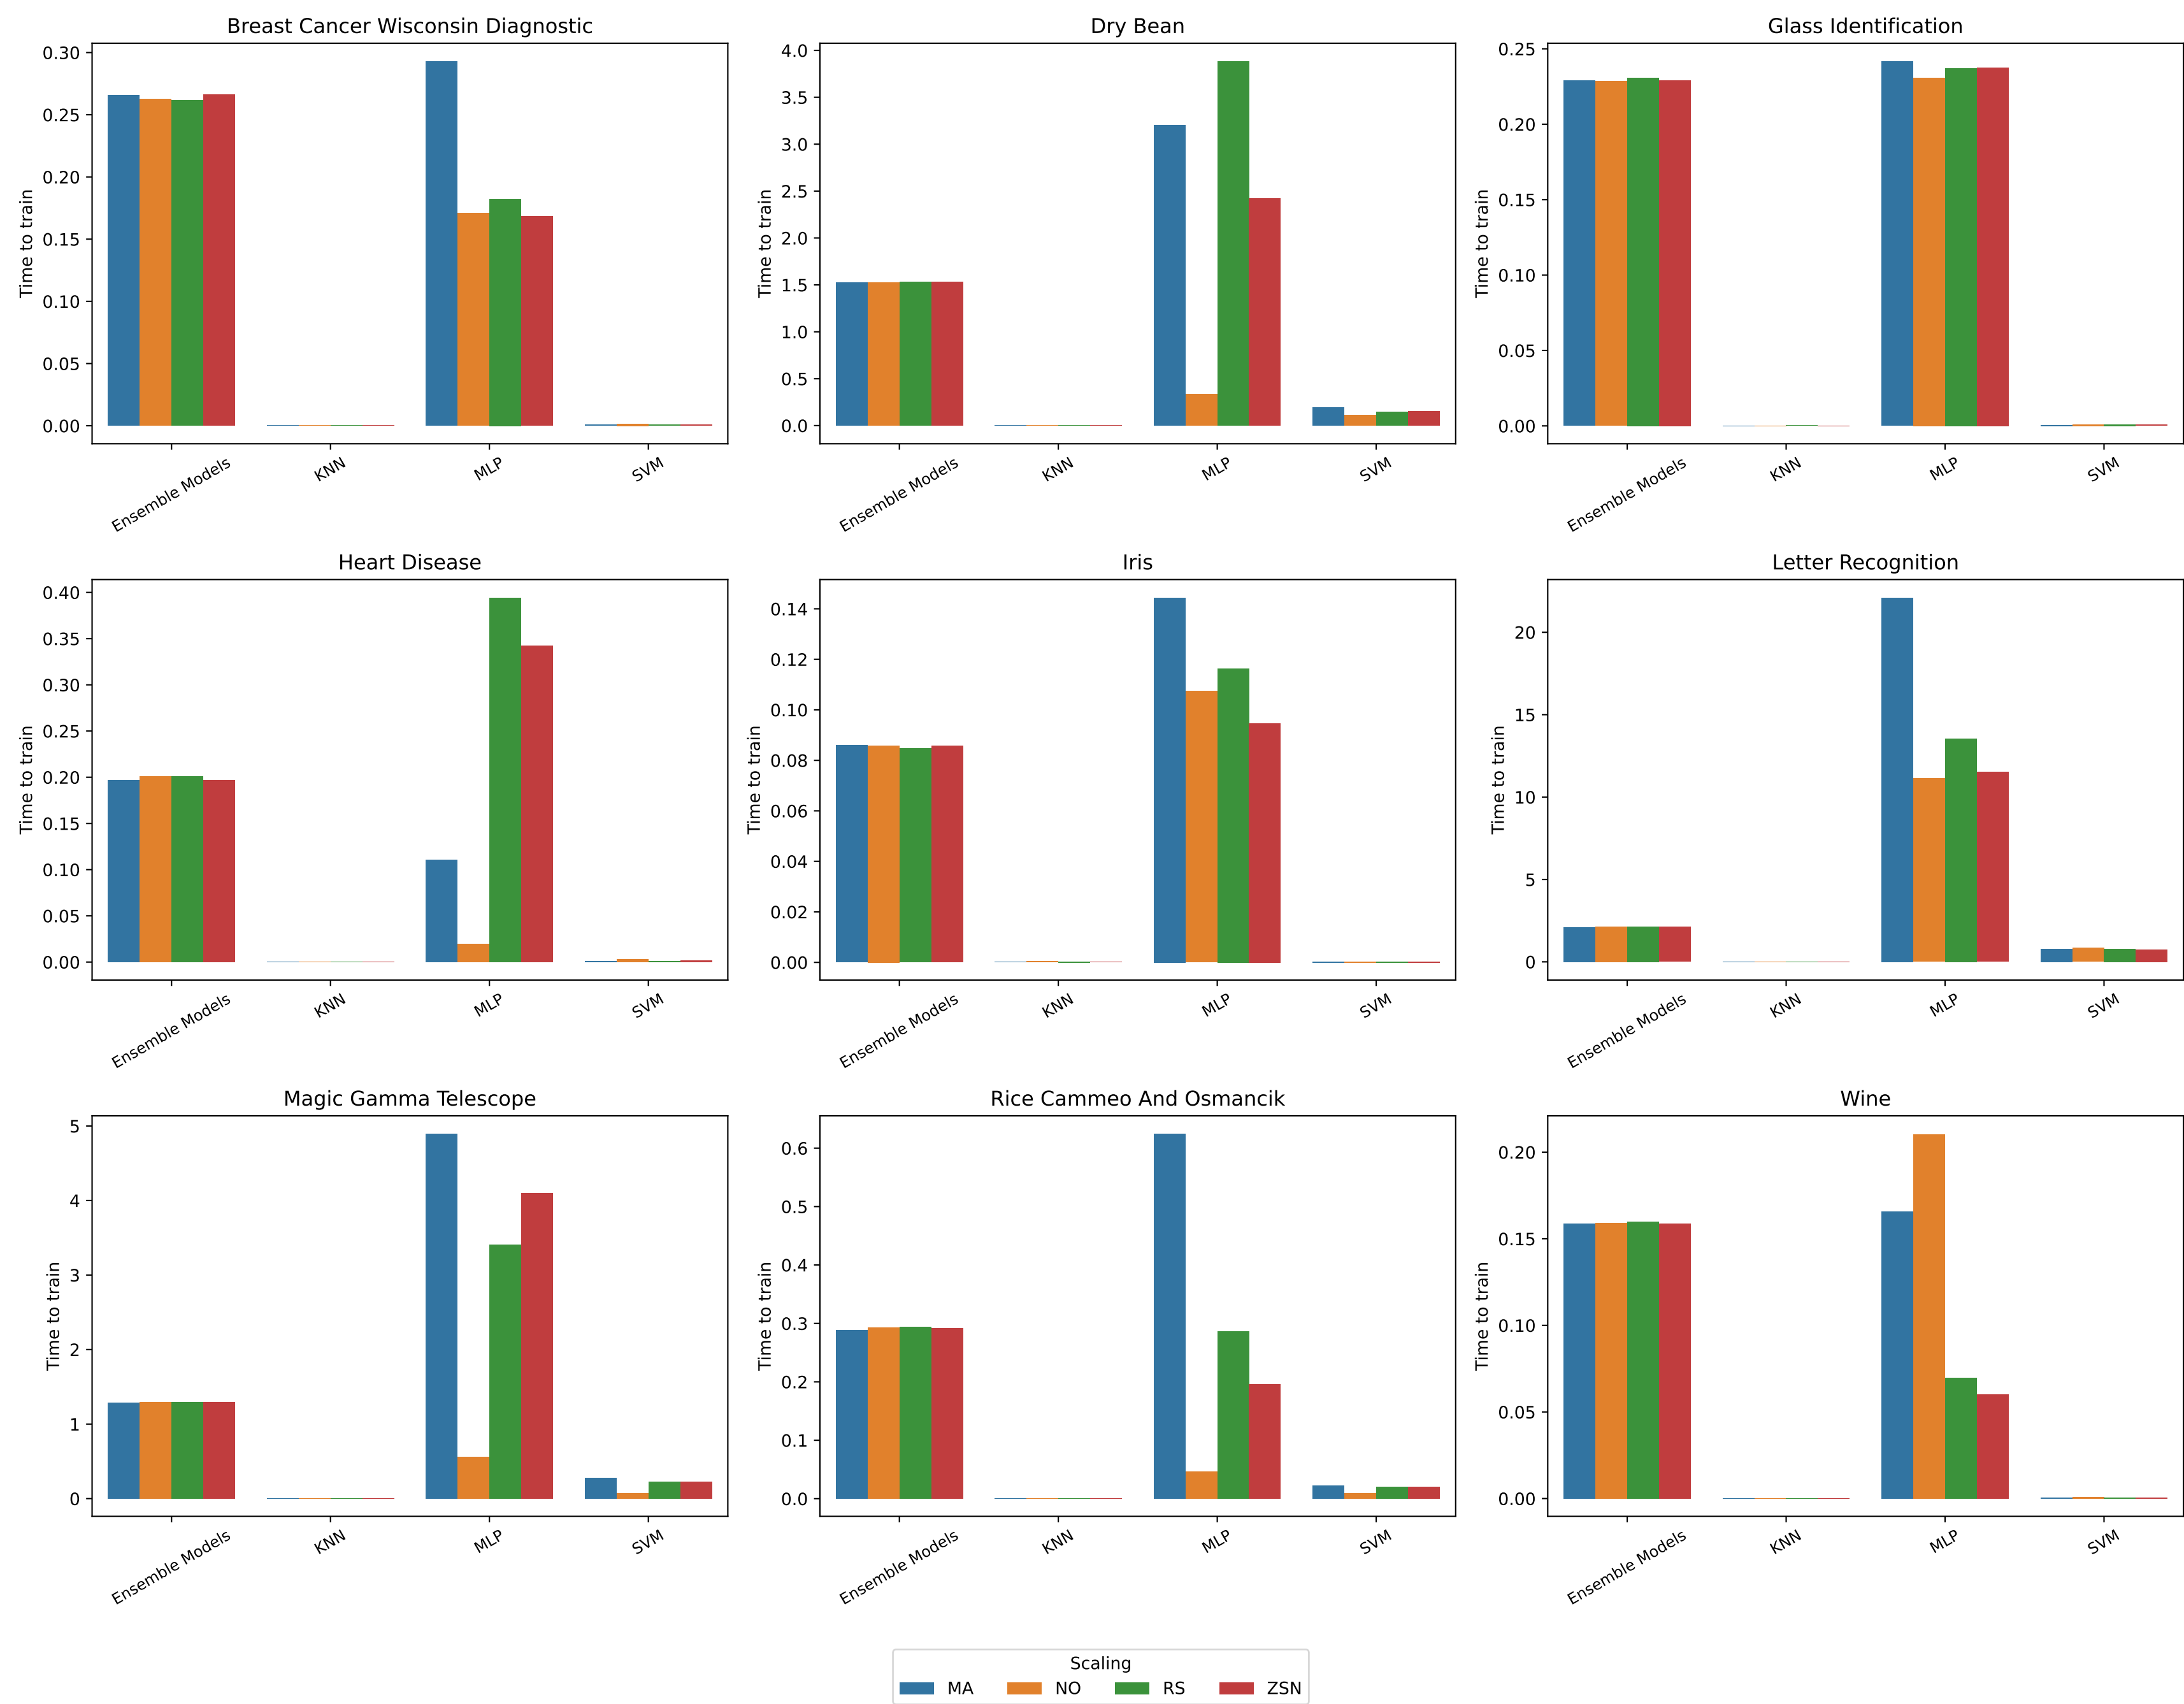 Breast Cancer Wisconsin Diagnostic
Time to train
0.30
0.25
0.20
0.15
0.10
0.05
0.00
Ensemble Models
KNN
MLP
SVM
Dry Bean
Time to train
4.0
3.5
3.0
2.5
2.0
1.5
1.0
0.5
0.0
Ensemble Models
KNN
MLP
SVM
Glass Identification
Time to train
0.25
0.20
0.15
0.10
0.05
0.00
Ensemble Models
KNN
MLP
SVM
Heart Disease
Time to train
0.40
0.35
0.30
0.25
0.20
0.15
0.10
0.05
0.00
Ensemble Models
KNN
MLP
SVM
Iris
Time to train
0.14
0.12
0.10
0.08
0.06
0.04
0.02
0.00
Ensemble Models
KNN
MLP
SVM
Letter Recognition
Time to train
20
15
10
5
0
Ensemble Models
KNN
MLP
SVM
Magic Gamma Telescope
Time to train
5
4
3
2
1
0
Ensemble Models
KNN
MLP
SVM
Rice Cammeo And Osmancik
Time to train
0.6
0.5
0.4
0.3
0.2
0.1
0.0
Ensemble Models
KNN
MLP
SVM
Wine
Time to train
0.20
0.15
0.10
0.05
0.00
Ensemble Models
KNN
MLP
SVM
Scaling
MA NO RS ZSN